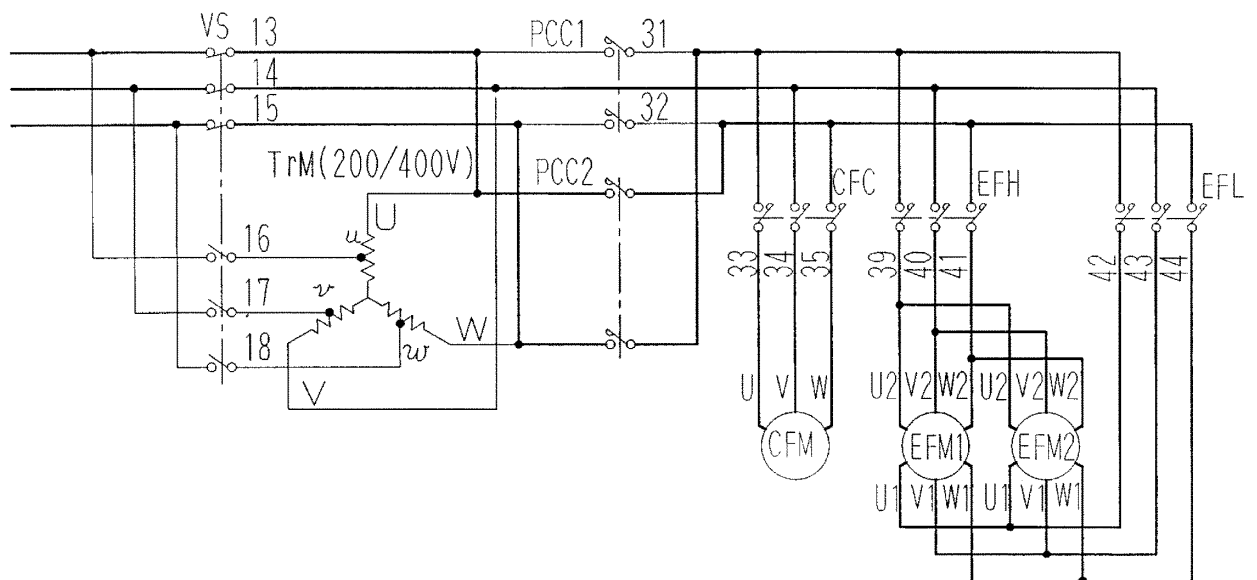 VS 13 PCC1 31
14
15 32
TrM(200/400V) PCC2
U CFC EFH EFL
16 u
17 v
18 w W
V
33 34 35 39 40 41 42 43 44
U V W U2 V2 W2 U2 V2 W2
CFM EFM1 EFM2
U1 V1 W1 U1 V1 W1